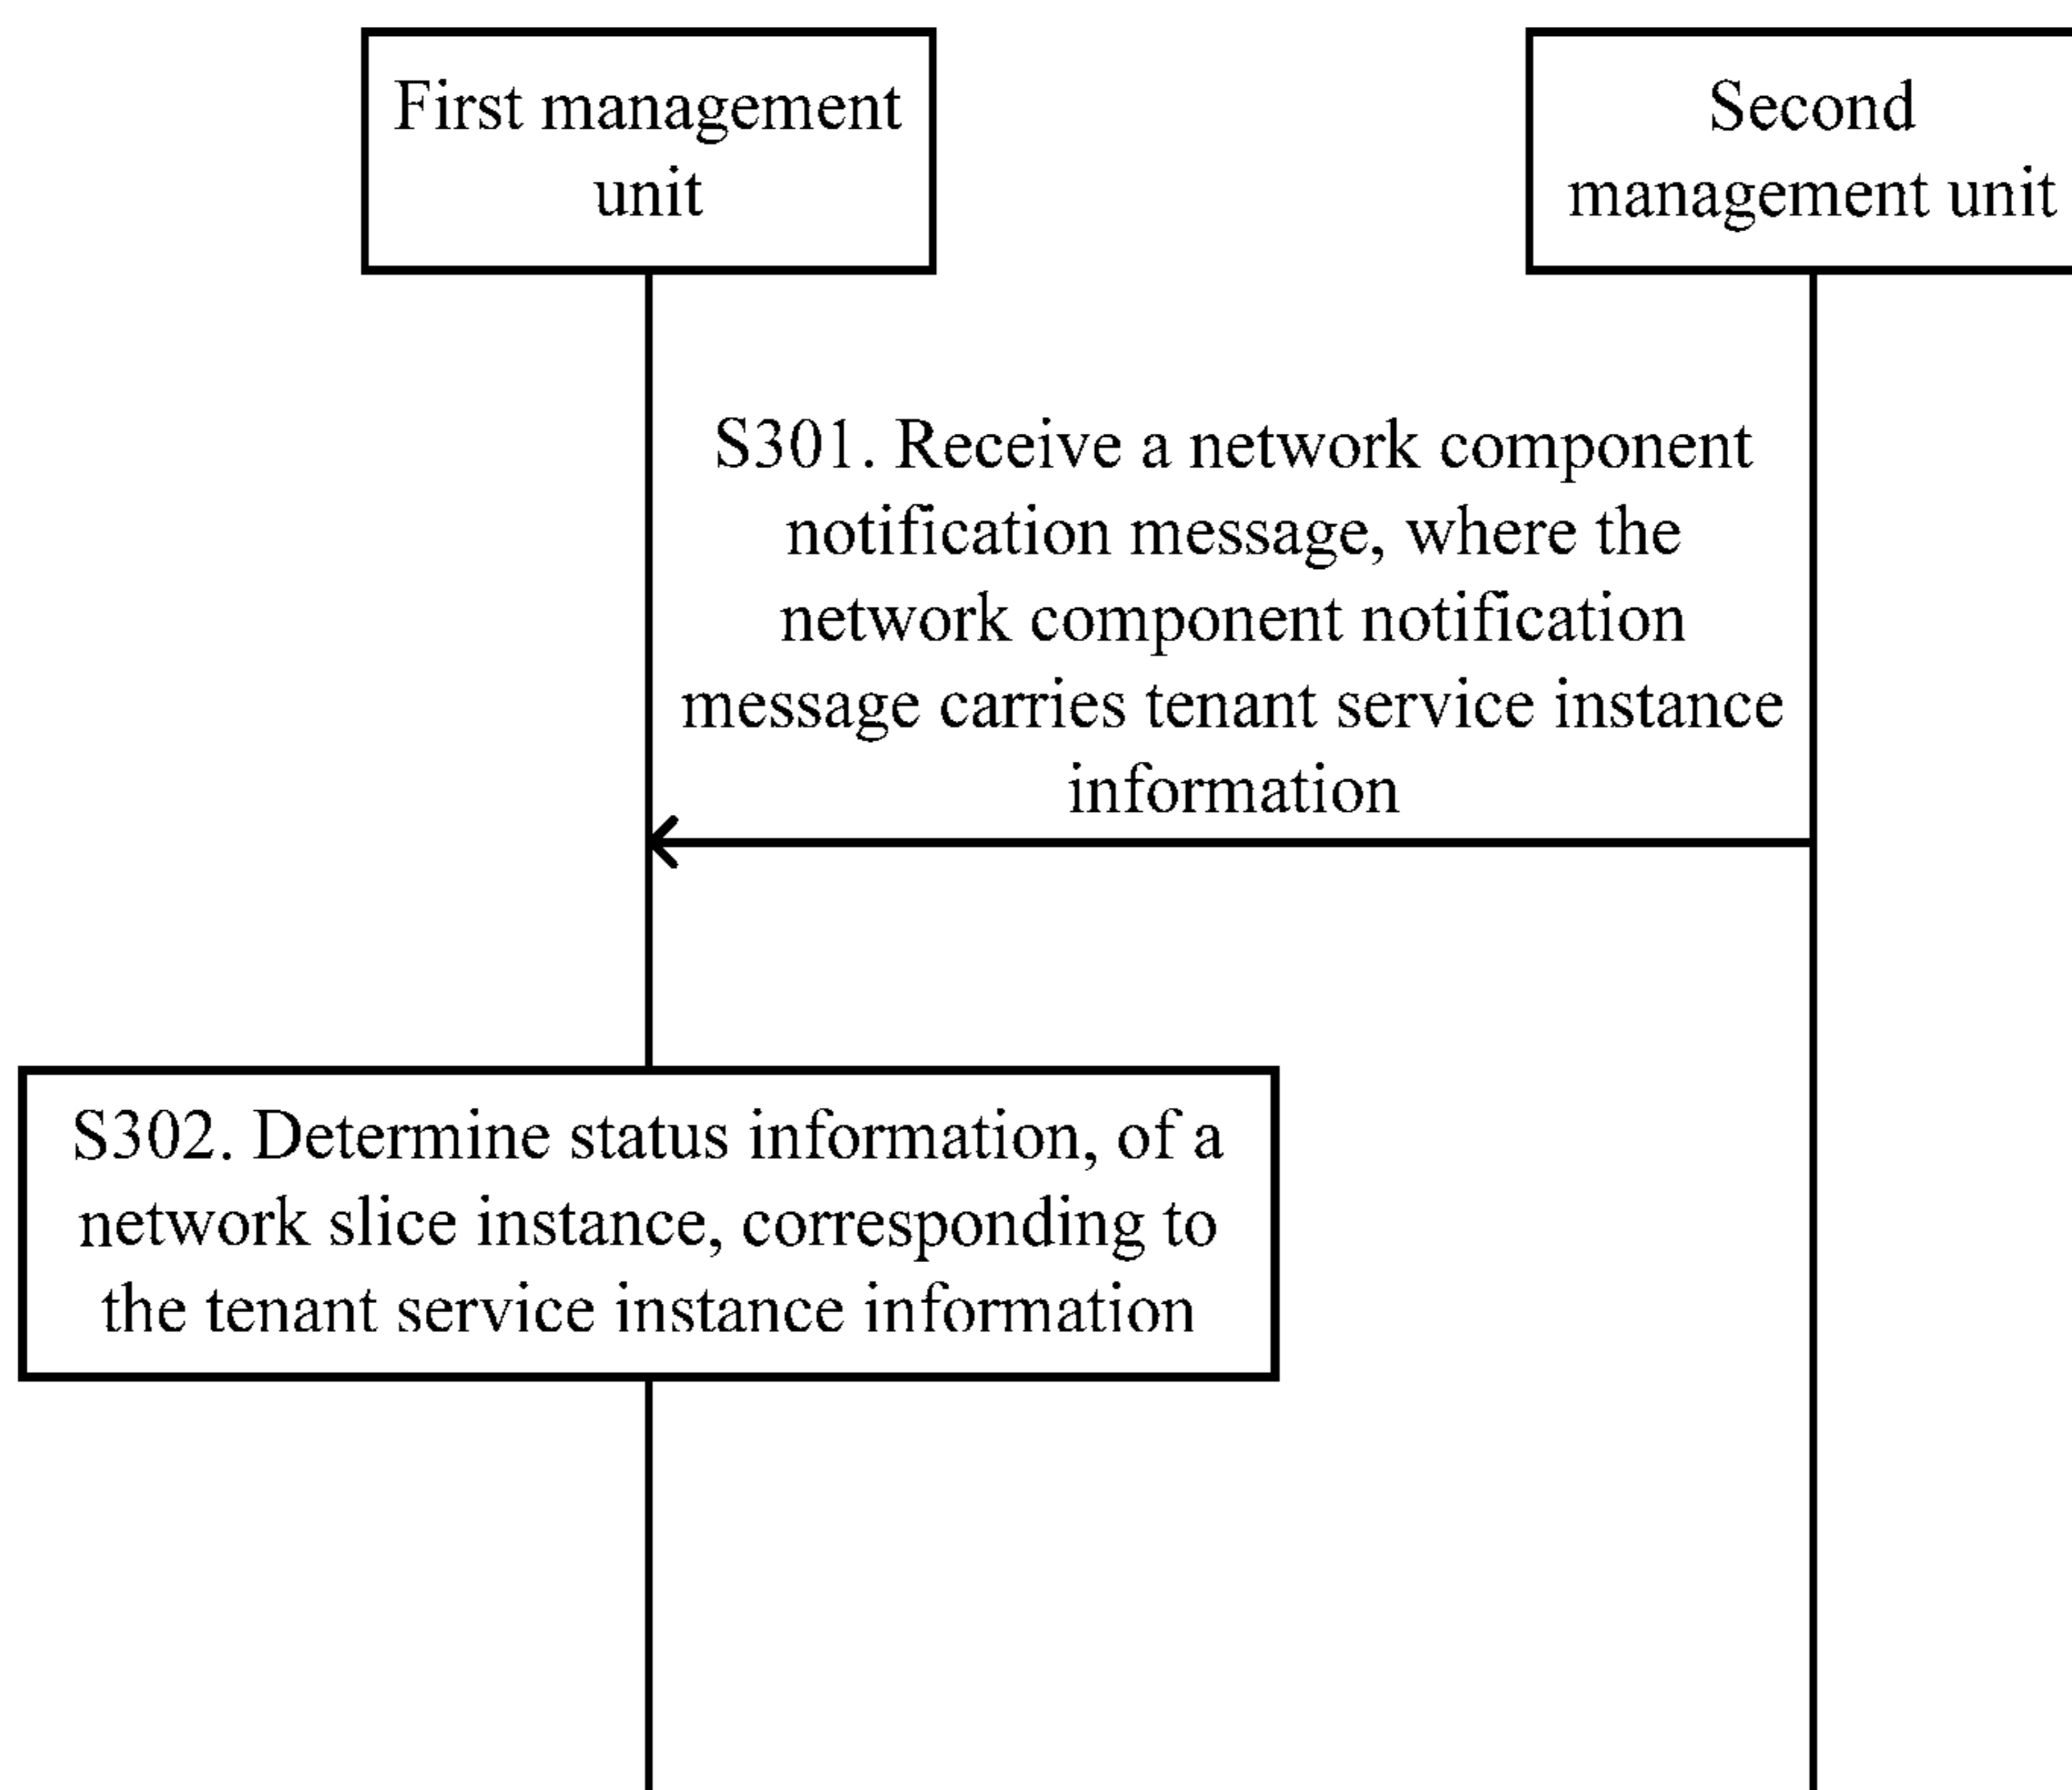 First management
unit
Second
management unit
S301. Receive a network component
notification message, where the
network component notification
message carries tenant service instance
information
S302. Determine status information, of a
network slice instance, corresponding to
the tenant service instance information